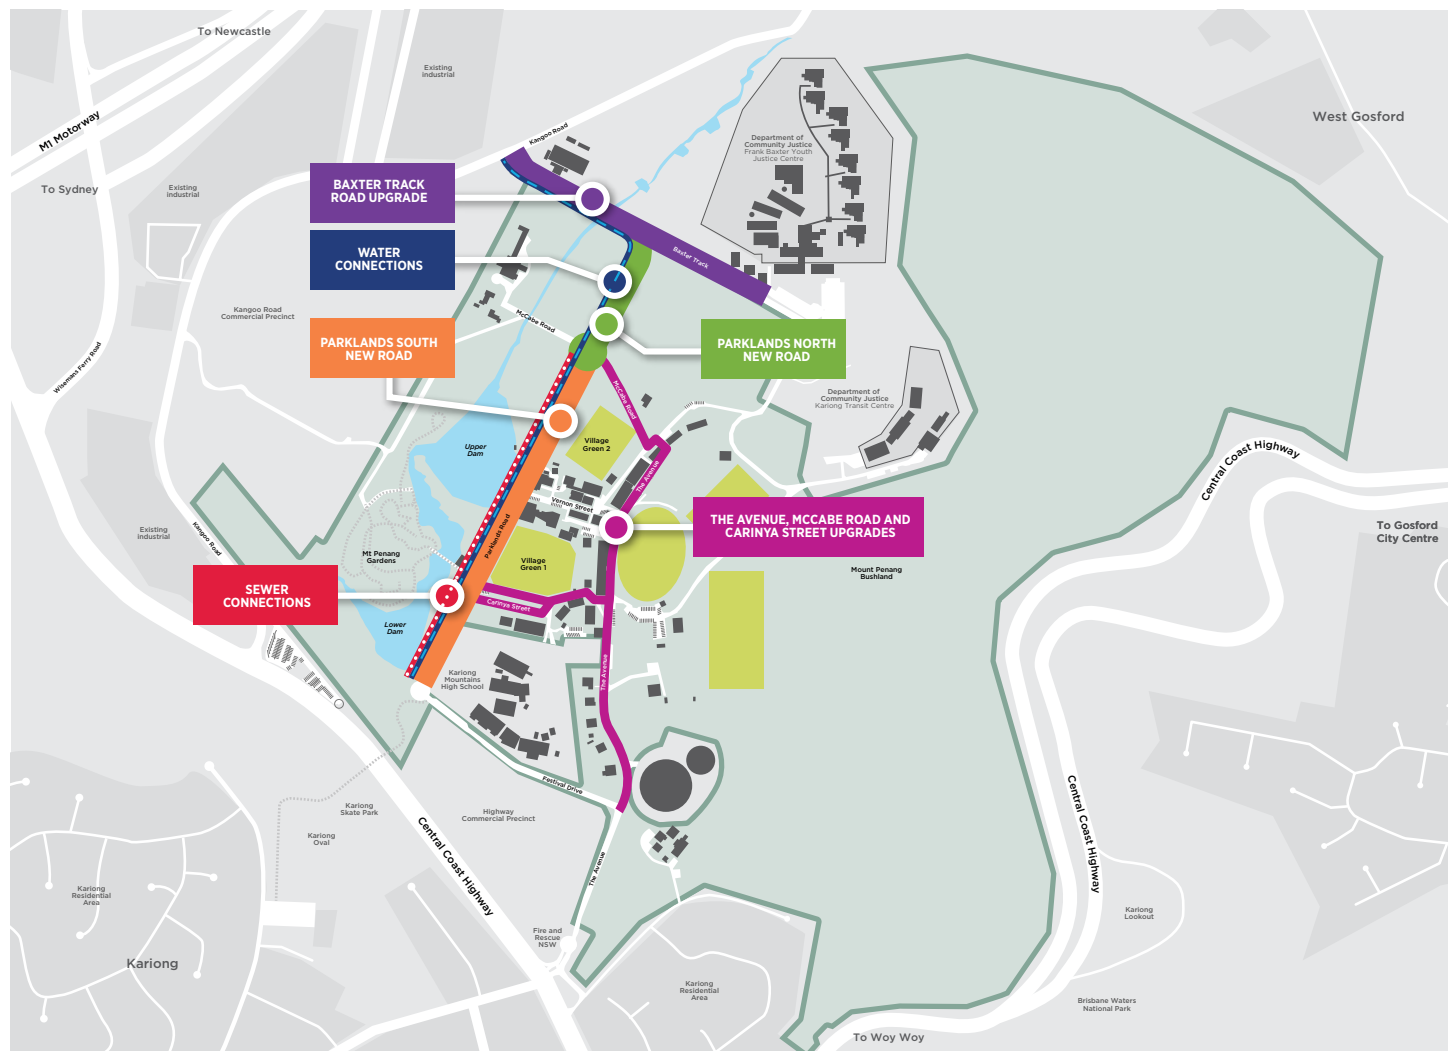 To Newcastle
Existing
industrial
M1 Motorway
To Sydney
Existing
industrial
Kangoo Road
Department of
Community Justice
Frank Baxter Youth
Justice Centre
West Gosford
BAXTER TRACK
ROAD UPGRADE
WATER
CONNECTIONS
Baxter Track
Kangoo Road
Commercial Precinct
McCabe Road
PARKLANDS SOUTH
NEW ROAD
PARKLANDS NORTH
NEW ROAD
Wisemans Ferry Road
McCabe Road
Department of
Community Justice
Kariong Transit Centre
Upper
Dam
Village
Green 2
The Avenue
Central Coast Highway
Vernon Street
THE AVENUE, MCCABE ROAD AND
CARINYA STREET UPGRADES
To Gosford
City Centre
Existing
industrial
Kangoo Road
Parklands Road
Mt Penang
Gardens
Village
Green 1
Mount Penang
Bushland
SEWER
CONNECTIONS
Carinya Street
Lower
Dam
Kariong
Mountains
High School
The Avenue
Festival Drive
Kariong
Skate Park
Highway
Commercial Precinct
Kariong
Oval
Central Coast Highway
Central Coast Highway
The Avenue
Kariong
Residential
Area
Kariong
Lookout
Fire and
Rescue
NSW
Kariong
Kariong
Residential
Area
Brisbane Waters
National Park
To Woy Woy